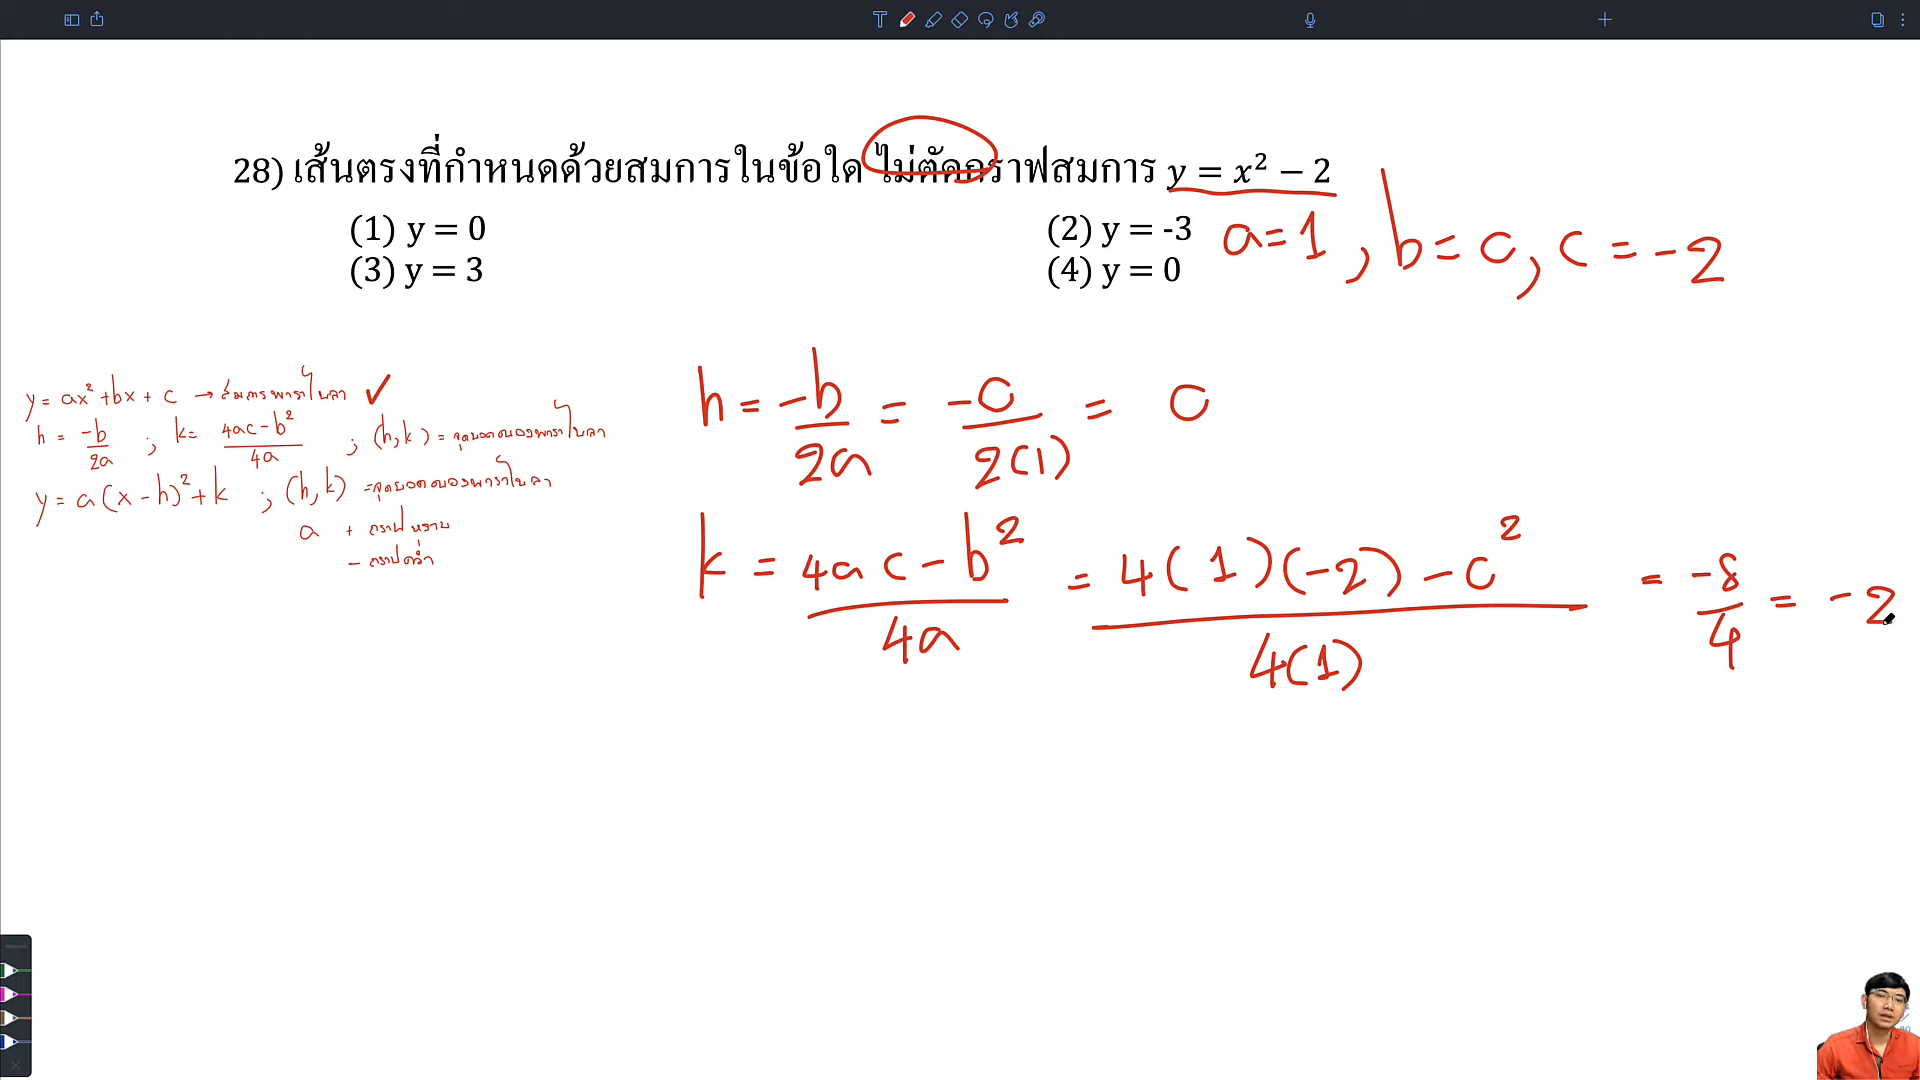 28) เส้นตรงที่กำหนดด้วยสมการในข้อใด ไม่ตัดกราฟสมการ y = x² − 2
(1) y = 0
(2) y = -3
(3) y = 3
(4) y = 0
a=1 , b=0, c = -2
y = ax² + bx + c → สมการพาราโบลา ✓
h = -b/2a ; k = 4ac-b²/4a ; (h,k) = จุดยอดของพาราโบลา
y = a(x-h)² + k ; (h,k) = จุดยอดของพาราโบลา
a + กราฟหงาย
- กราฟคว่ำ
h = -b/2a = -0/2(1) = 0
k = 4ac-b²/4a = 4(1)(-2)-0²/4(1) = -8/4 = -2